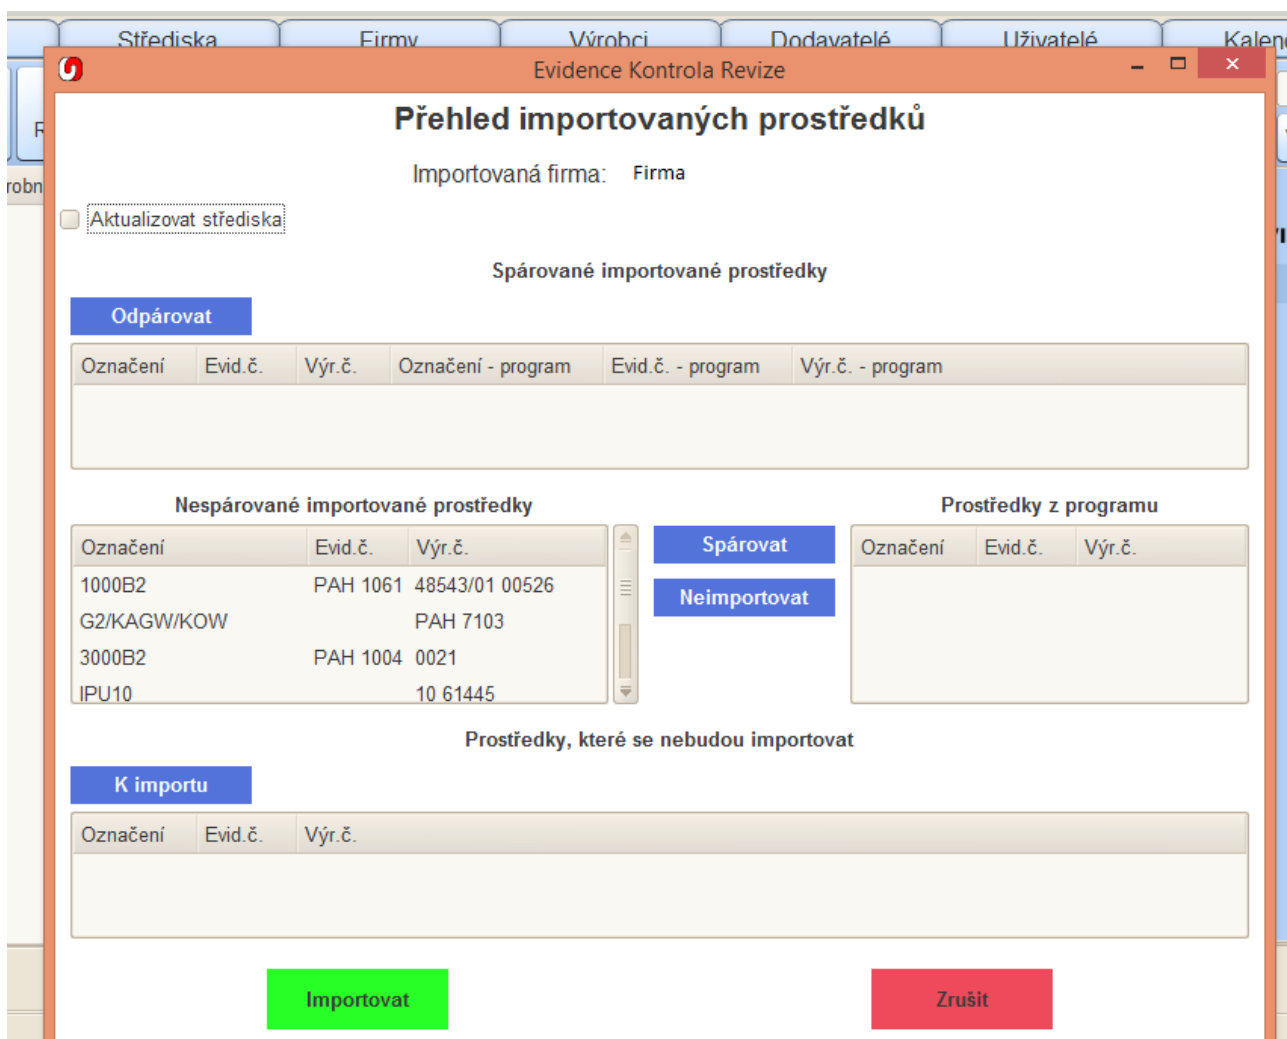 Střediska Firmy Výrobci Dodavatelé Uživatelé Kalen
Evidence Kontrola Revize
R
Přehled importovaných prostředků
Importovaná firma: Firma
robn
Aktualizovat střediska
Spárované importované prostředky
Odpárovat
Označení Evid.č. Výr.č. Označení - program Evid.č. - program Výr.č. - program
Nespárované importované prostředky
Prostředky z programu
Označení Evid.č. Výr.č.
1000B2 PAH 1061 48543/01 00526
G2/KAGW/KOW PAH 7103
3000B2 PAH 1004 0021
IPU10 10 61445
Spárovat
Neimportovat
Označení Evid.č. Výr.č.
Prostředky, které se nebudou importovat
K importu
Označení Evid.č. Výr.č.
Importovat Zrušit